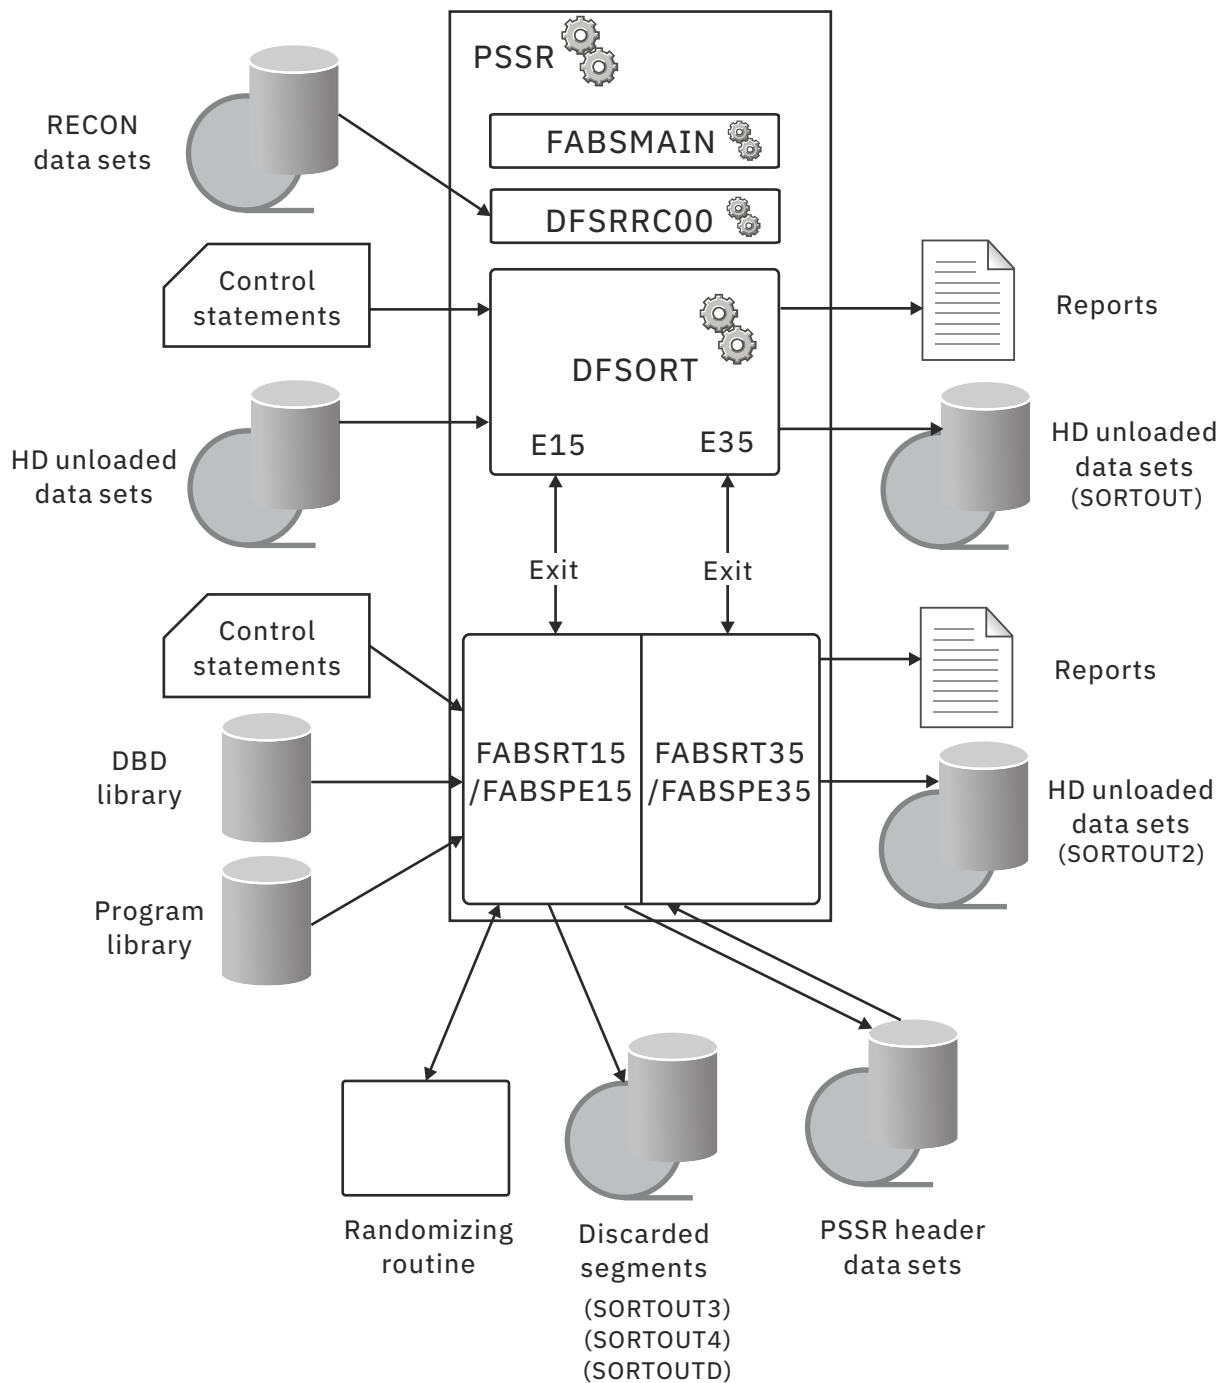 PSSR
RECON
data sets
FABSMAIN
DFSRRC00
Control
statements
DFSORT
E15
E35
Reports
HD unloaded
data sets
HD unloaded
data sets
(SORTOUT)
Exit
Exit
Control
statements
Reports
FABSRT15
/FABSPE15
FABSRT35
/FABSPE35
DBD
library
HD unloaded
data sets
(SORTOUT2)
Program
library
Randomizing
routine
Discarded
segments
(SORTOUT3)
(SORTOUT4)
(SORTOUTD)
PSSR header
data sets